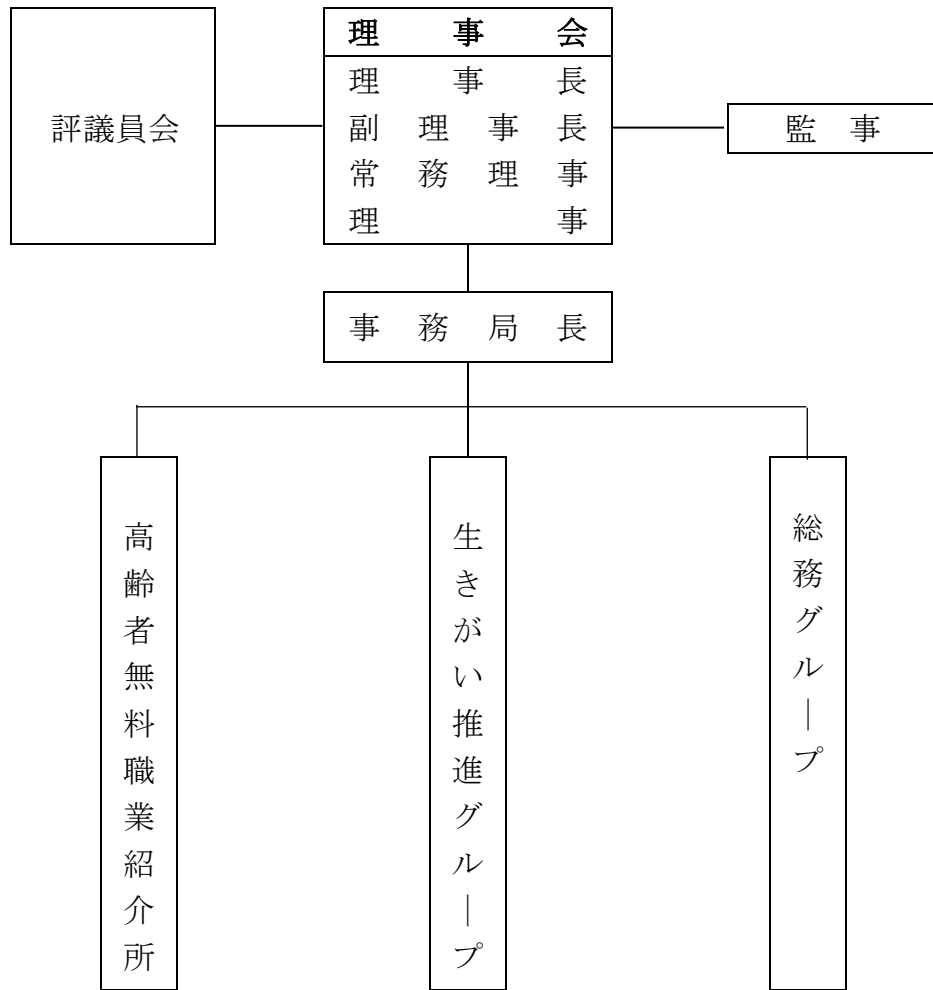 理事会
理事長
評議員会
副理事長
監事
常務理事
理事
事務局長
総務グループ
生きがい推進グループ
高齢者無料職業紹介所